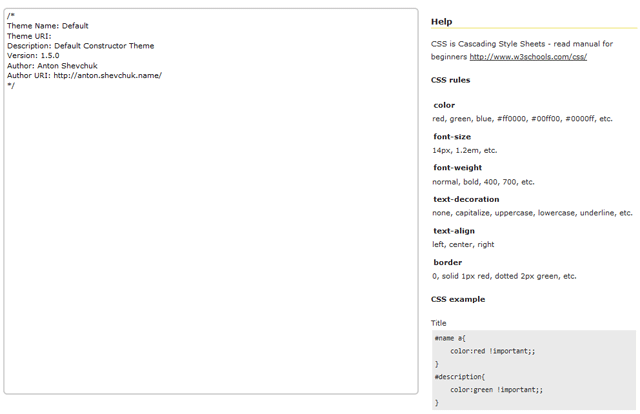 /*
Theme Name: Default
Theme URI:
Description: Default Constructor Theme
Version: 1.5.0
Author: Anton Shevchuk
Author URI: http://anton.shevchuk.name/
*/
Help
CSS is Cascading Style Sheets - read manual for
beginners http://www.w3schools.com/css/
CSS rules
color
red, green, blue, #ff0000, #00ff00, #0000ff, etc.
font-size
14px, 1.2em, etc.
font-weight
normal, bold, 400, 700, etc.
text-decoration
none, capitalize, uppercase, lowercase, underline, etc.
text-align
left, center, right
border
0, solid 1px red, dotted 2px green, etc.
CSS example
Title
#name a{
color:red !important;;
}
#description{
color:green !important;;
}